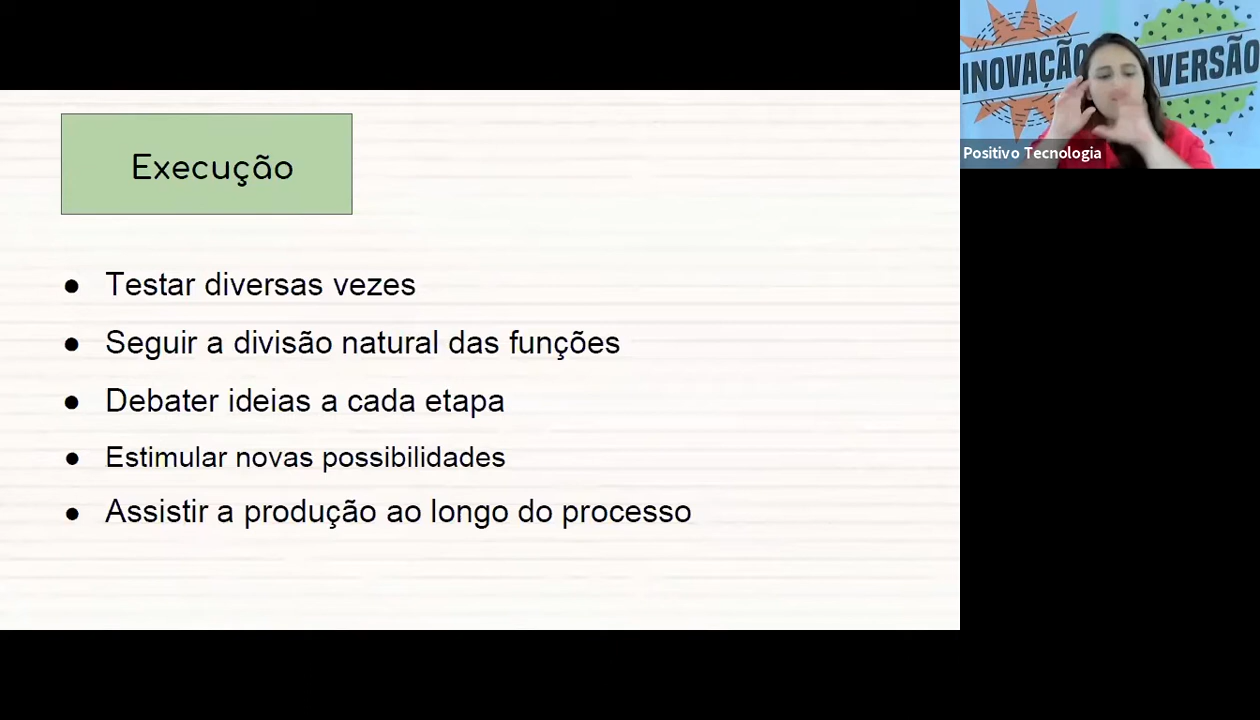 Execução
● Testar diversas vezes
● Seguir a divisão natural das funções
● Debater ideias a cada etapa
● Estimular novas possibilidades
● Assistir a produção ao longo do processo
INOVAÇÃO
IVERSÃO
Positivo Tecnologia